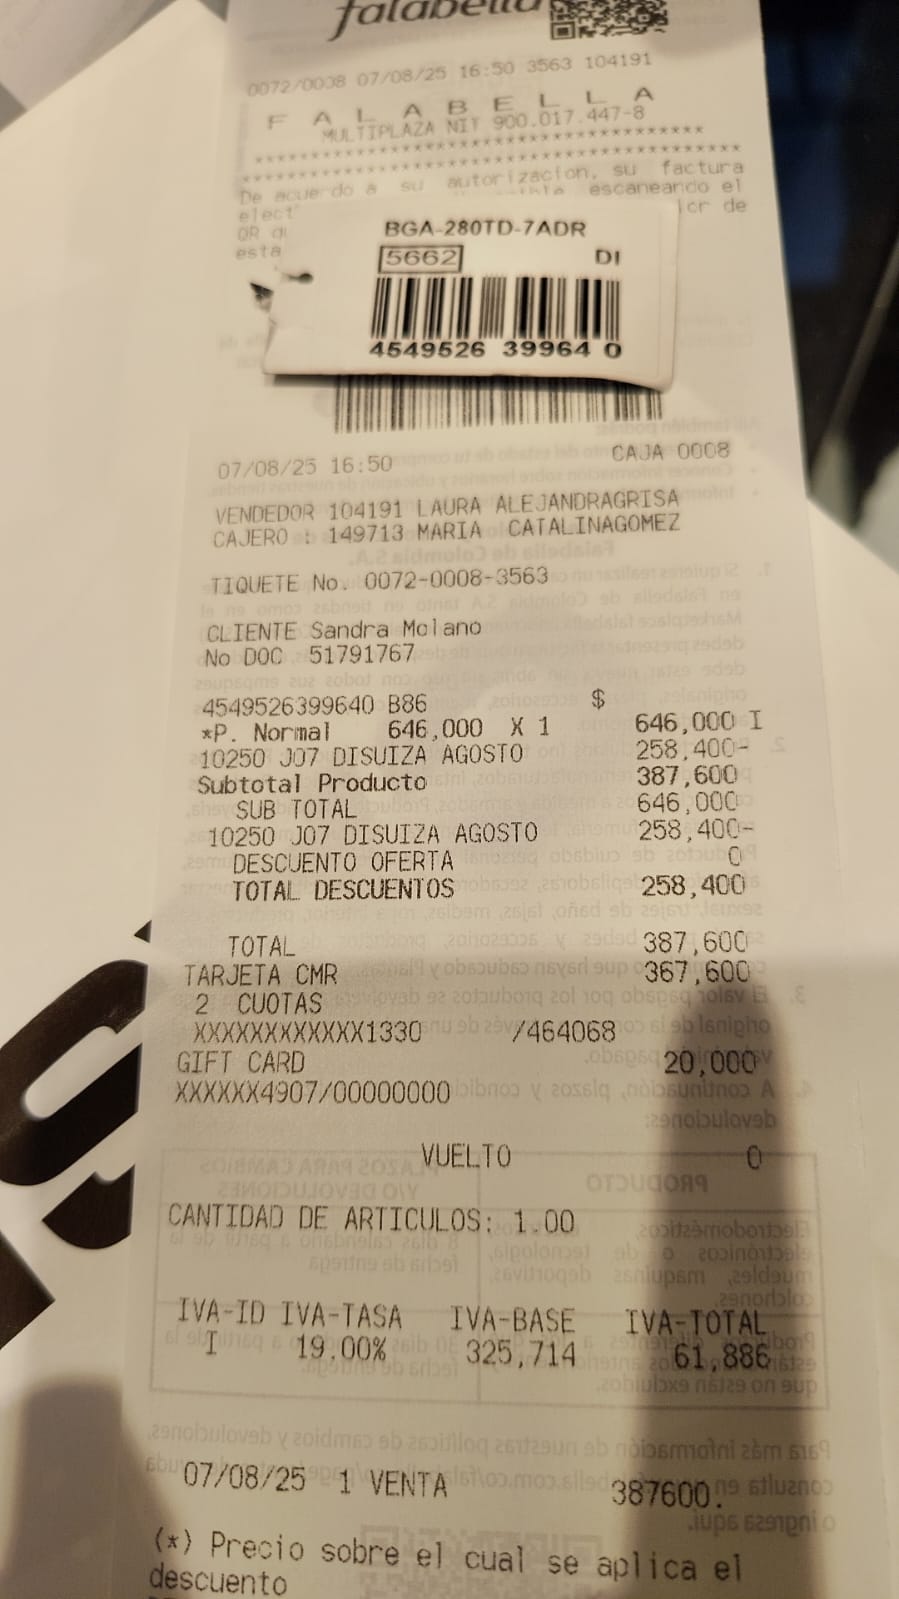 falabella
0072/0008 07/08/25 16:50 3563 104191
F A L A B E L L A
MULTIPLAZA NIT 900.017.447-8
****************************************
****************************************
De acuerdo a su autorizacion, su factura
elect escaneando el
QR
esta
BGA-280TD-7ADR
5662 DI
4549526 39964 0
07/08/25 16:50 CAJA 0008
VENDEDOR 104191 LAURA ALEJANDRAGRISA
CAJERO : 149713 MARIA CATALINAGOMEZ
TIQUETE No. 0072-0008-3563
CLIENTE Sandra Molano
No DOC 51791767
4549526399640 B86 $
*P. Normal 646,000 X 1 646,000 I
10250 J07 DISUIZA AGOSTO 258,400-
Subtotal Producto 387,600
SUB TOTAL 646,000
10250 J07 DISUIZA AGOSTO 258,400-
DESCUENTO OFERTA 0
TOTAL DESCUENTOS 258,400
TOTAL 387,600
TARJETA CMR 367,600
2 CUOTAS
XXXXXXXXXXXX1330 /464068
GIFT CARD 20,000
XXXXXX4907/00000000
VUELTO 0
CANTIDAD DE ARTICULOS: 1.00
IVA-ID IVA-TASA IVA-BASE IVA-TOTAL
I 19,00% 325,714 61,886
07/08/25 1 VENTA 387600.
(*) Precio sobre el cual se aplica el
descuento